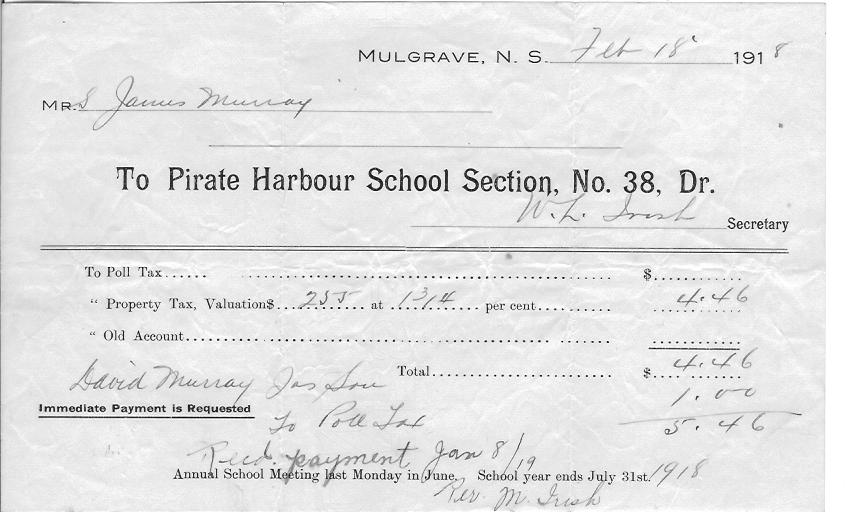 MULGRAVE, N. S. Feb 18 1918
MRS James Murray
To Pirate Harbour School Section, No. 38, Dr.
W. L. Irish Secretary
To Poll Tax...... ........................................................ $............
“ Property Tax, Valuation$...255...... at ..1 3/4.... per cent.......... 4.46
“ Old Account........................................................................
Total............................. $ 4.46
David Murray Jas Son
1.00
Immediate Payment is Requested
To Poll Tax
5.46
Recd. payment Jan 8/19
Annual School Meeting last Monday in June. School year ends July 31st. 1918
M. Irish